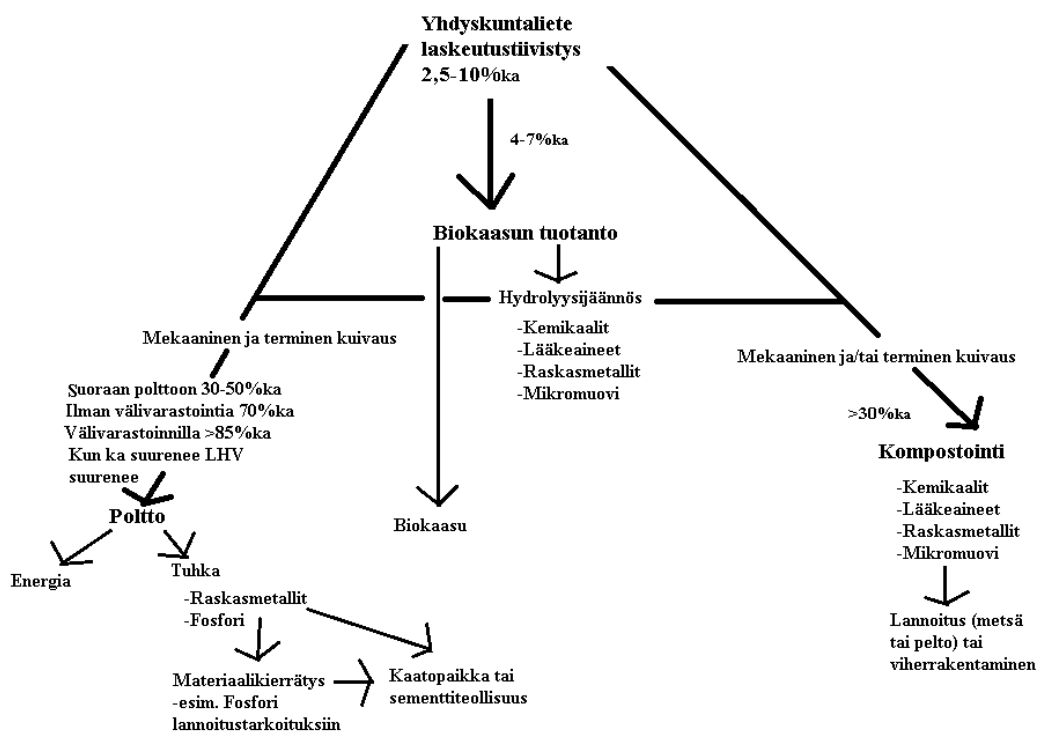 Yhdyskuntaliete
laskeutustiivistys
2,5-10%ka
4-7%ka
Biokaasun tuotanto
Hydrolyysijäännös
-Kemikaalit
-Lääkeaineet
-Raskasmetallit
-Mikromuovi
Mekaaninen ja terminen kuivaus
Suoraan polttoon 30-50%ka
Ilman välivarastointia 70%ka
Välivarastoinnilla >85%ka
Kun ka suurenee LHV
suurenee
Poltto
Energia
Tuhka
-Raskasmetallit
-Fosfori
Materiaalikierrätys
-esim. Fosfori
lannoitustarkoituksiin
Kaatopaikka tai
sementtiteollisuus
Biokaasu
Mekaaninen ja/tai terminen kuivaus
>30%ka
Kompostointi
-Kemikaalit
-Lääkeaineet
-Raskasmetallit
-Mikromuovi
Lannoitus (metsä
tai pelto) tai
viherrakentaminen